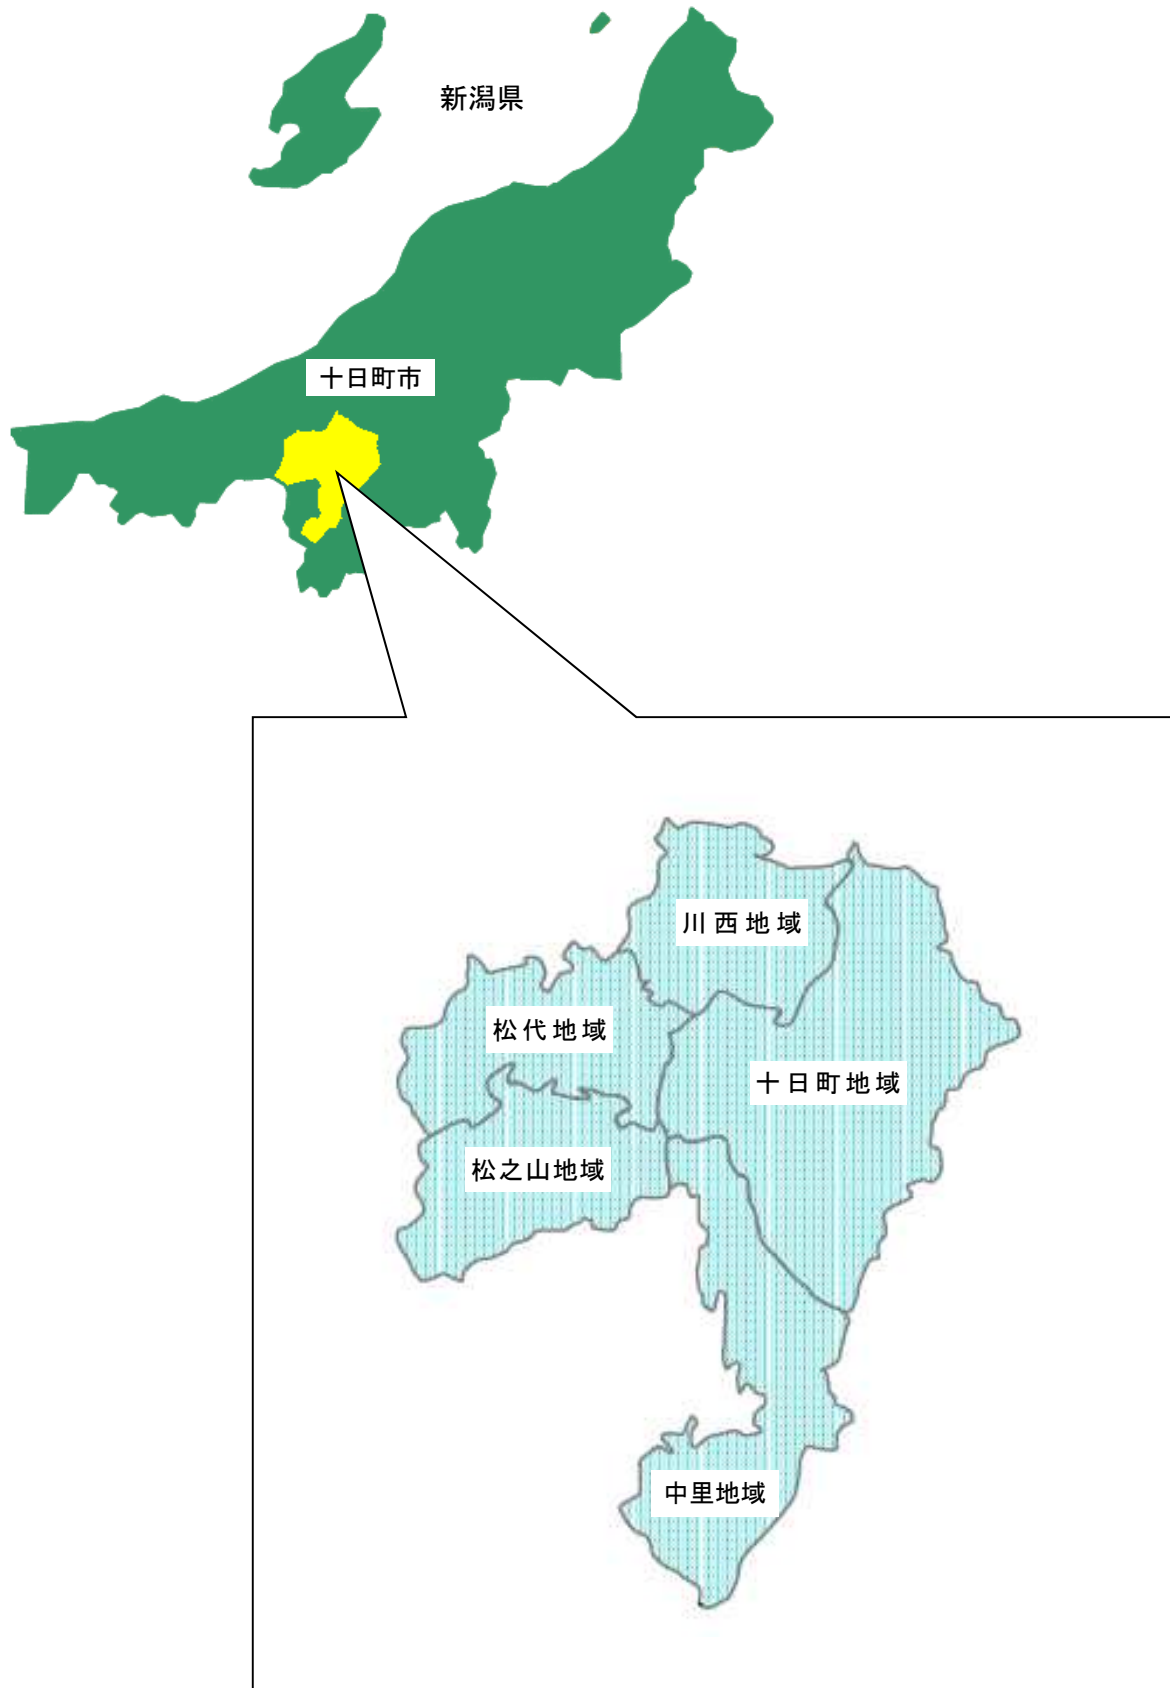 新潟県
十日町市
川西地域
松代地域
十日町地域
松之山地域
中里地域